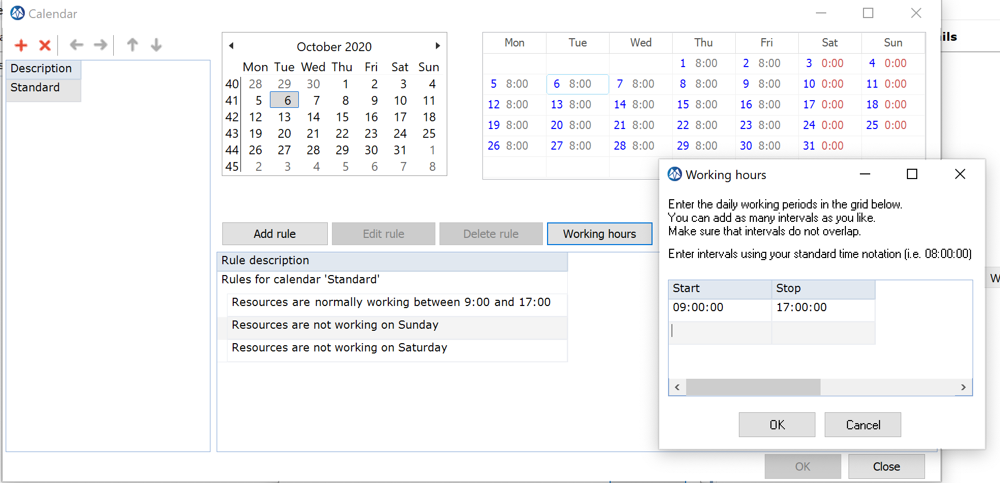 Calendar
Description
Standard
October 2020
Mon Tue Wed Thu Fri Sat Sun
40 28 29 30 1 2 3 4
41 5 6 7 8 9 10 11
42 12 13 14 15 16 17 18
43 19 20 21 22 23 24 25
44 26 27 28 29 30 31 1
45 2 3 4 5 6 7 8
Mon Tue Wed Thu Fri Sat Sun
1 8:00 2 8:00 3 0:00 4 0:00
5 8:00 6 8:00 7 8:00 8 8:00 9 8:00 10 0:00 11 0:00
12 8:00 13 8:00 14 8:00 15 8:00 16 8:00 17 0:00 18 0:00
19 8:00 20 8:00 21 8:00 22 8:00 23 8:00 24 0:00 25 0:00
26 8:00 27 8:00 28 8:00 29 8:00 30 8:00 31 0:00
ils
Add rule Edit rule Delete rule Working hours
Rule description
Rules for calendar 'Standard'
Resources are normally working between 9:00 and 17:00
Resources are not working on Sunday
Resources are not working on Saturday
Working hours
Enter the daily working periods in the grid below.
You can add as many intervals as you like.
Make sure that intervals do not overlap.
Enter intervals using your standard time notation (i.e. 08:00:00)
Start Stop
09:00:00 17:00:00
OK Cancel
W
OK Close